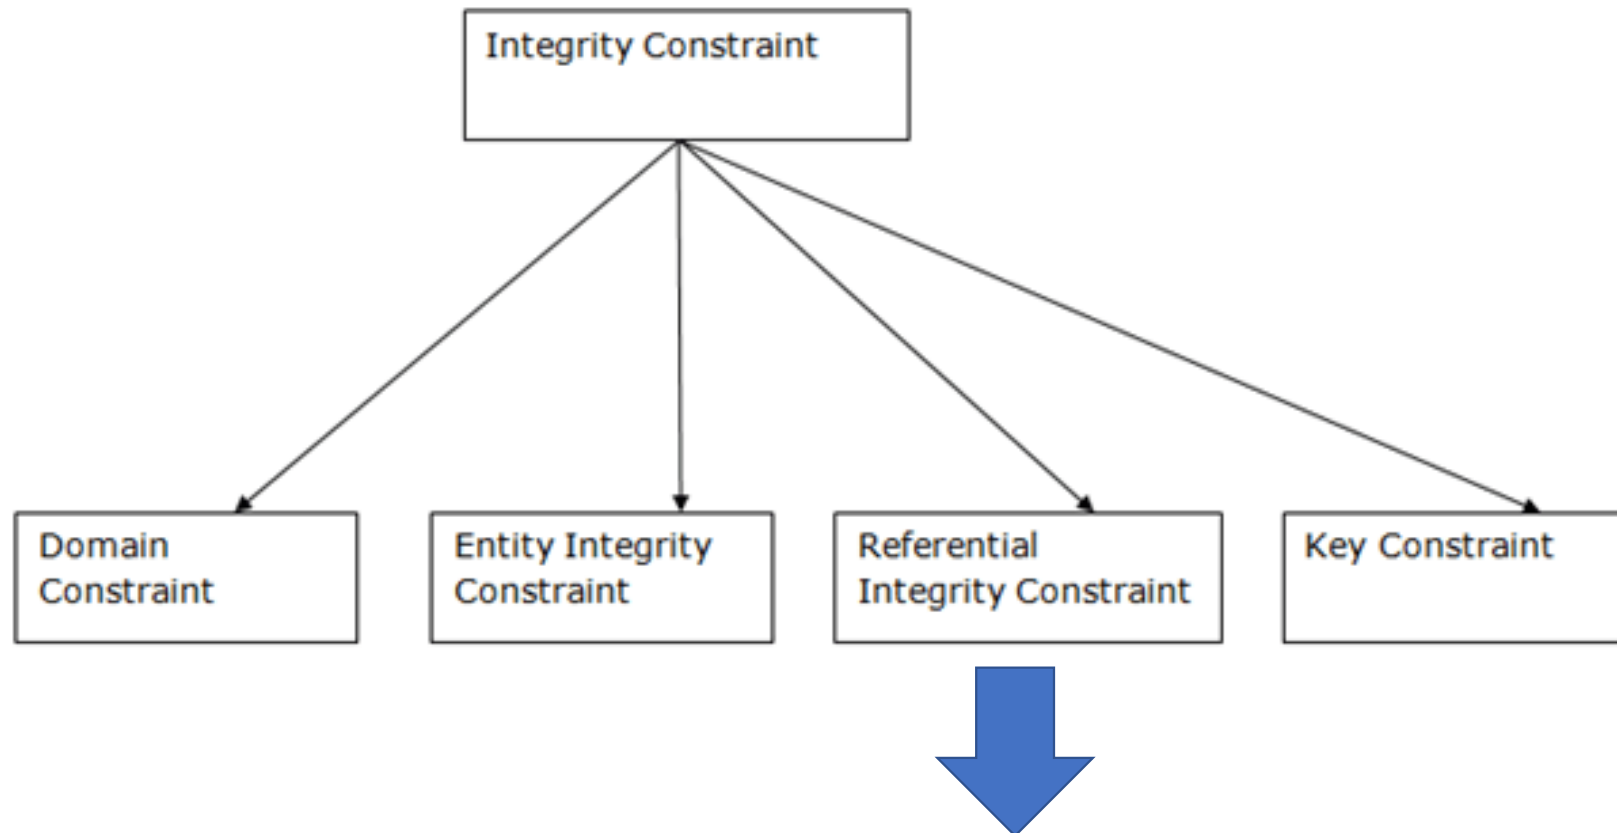 Integrity Constraint
Domain
Constraint
Entity Integrity
Constraint
Referential
Integrity Constraint
Key Constraint